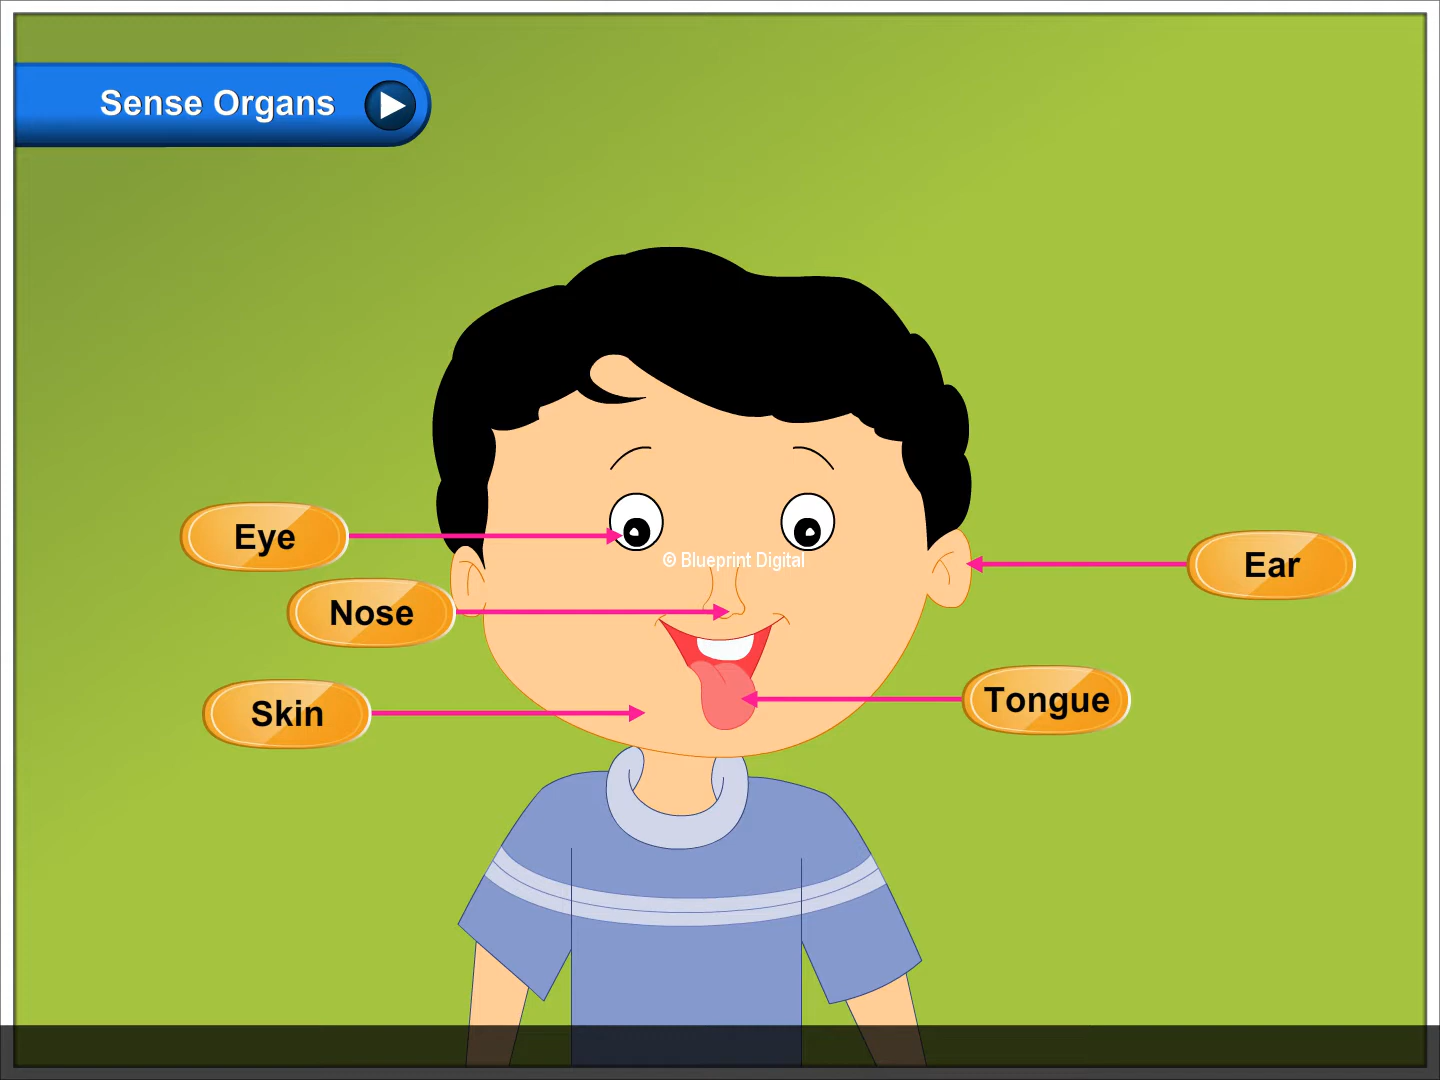 Sense Organs
Eye
© Blueprint Digital
Ear
Nose
Skin
Tongue